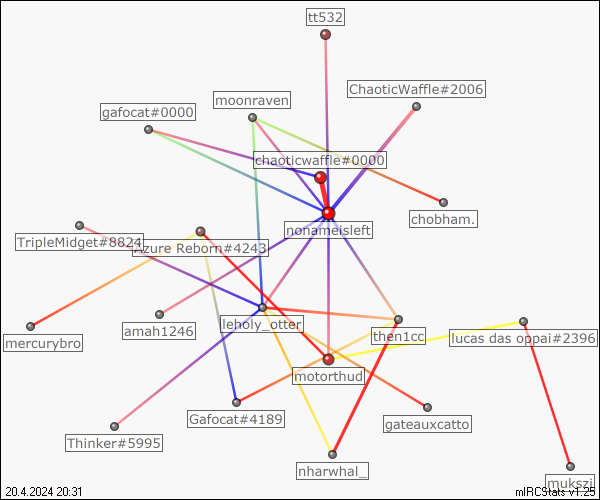 tt532
ChaoticWaffle#2006
moonraven
gafocat#0000
chaoticwaffle#0000
chobham.
nonameisleft
TripleMidget#8824
Azure Reborn#4243
leholy_otter
amah1246
then1cc
lucas das oppai#2396
mercurybro
motorthud
Gafocat#4189
gateauxcatto
Thinker#5995
nharwhal_
mukszi
20.4.2024 20:31
mIRCStats v1.25